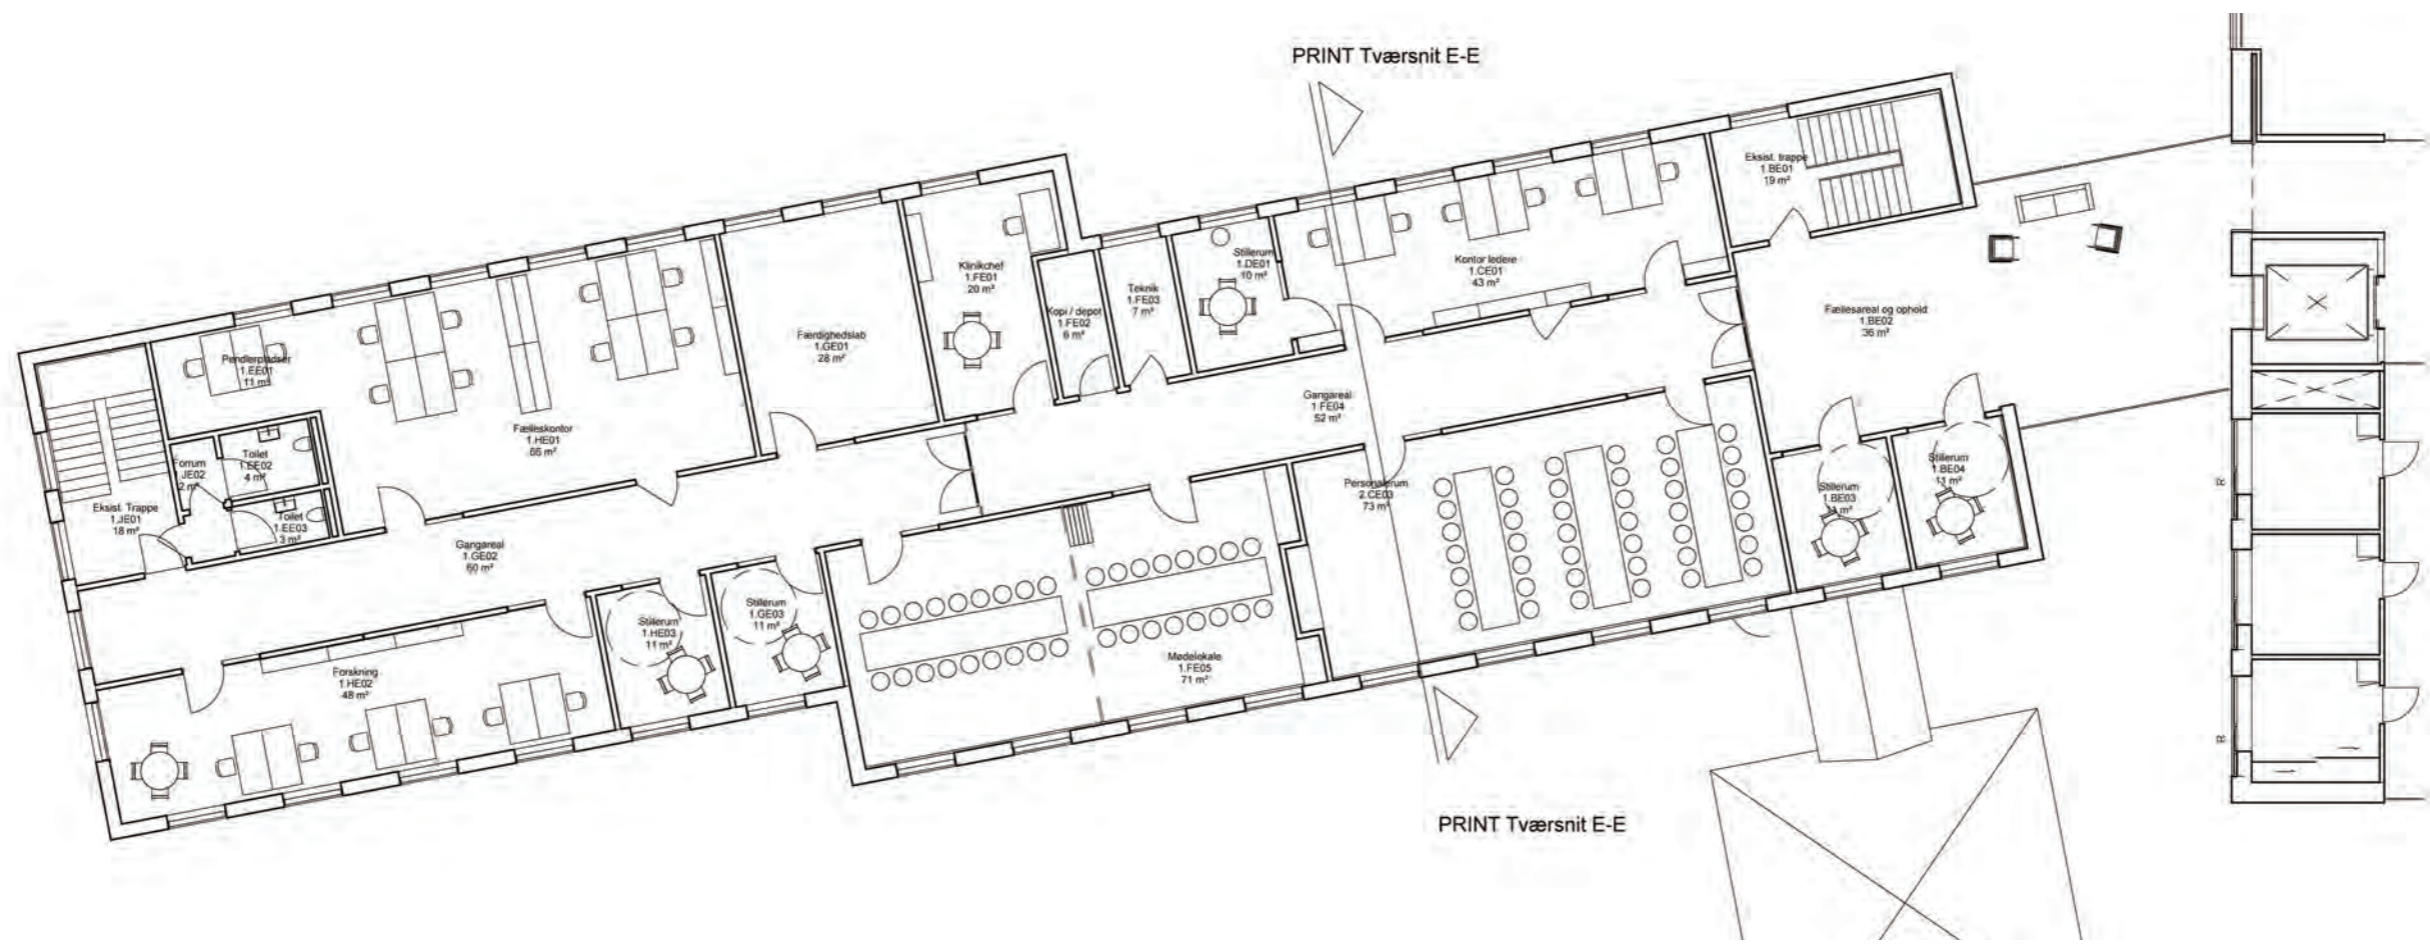 PRINT Tværsnit E-E
Eksist. trappe
1.BE01
19 m²
Klinikchef
1.FE01
20 m²
Stillerum
1.DE01
10 m²
Kontor ledere
1.CE01
43 m²
Teknik
1.FE03
7 m²
Kopi / depot
1.FE02
6 m²
Fællesareal og ophold
1.BE02
36 m²
Færdighedslab
1.GE01
28 m²
Pendlerpladser
1.EE01
11 m²
Gangareal
1.FE04
52 m²
Fælleskontor
1.HE01
Toilet
1.EE02
4 m²
Forrum
JE02
2 m²
Eksist. Trappe
1.JE01
18 m²
Toilet
1.EE03
3 m²
Personalerum
2.CE03
73 m²
Stillerum
1.BE04
11 m²
Stillerum
1.BE03
Gangareal
1.GE02
60 m²
Stillerum
1.GE03
11 m²
Stillerum
1.HE03
11 m²
Mødelokale
1.FE05
71 m²
Forskning
1.HE02
48 m²
PRINT Tværsnit E-E